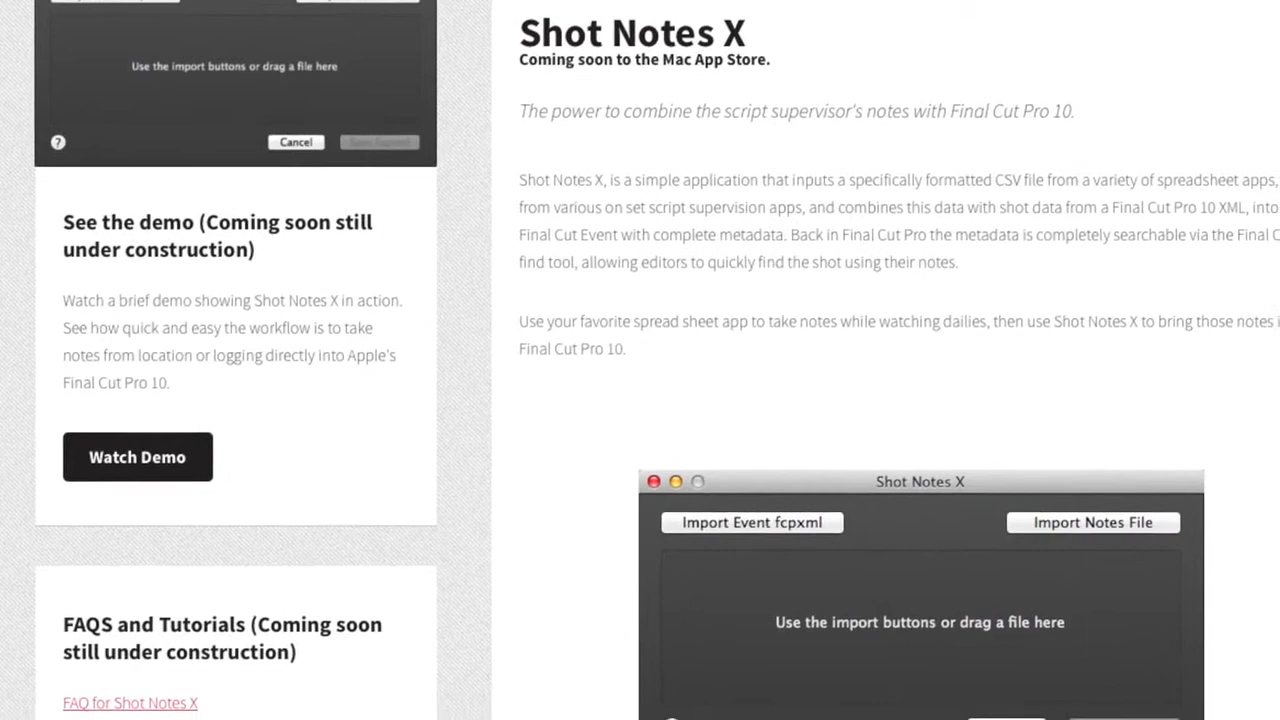 Use the import buttons or drag a file here
?
Cancel
See the demo (Coming soon still
under construction)
Watch a brief demo showing Shot Notes X in action.
See how quick and easy the workflow is to take
notes from location or logging directly into Apple's
Final Cut Pro 10.
Watch Demo
FAQS and Tutorials (Coming soon
still under construction)
FAQ for Shot Notes X
Shot Notes X
Coming soon to the Mac App Store.
The power to combine the script supervisor's notes with Final Cut Pro 10.
Shot Notes X, is a simple application that inputs a specifically formatted CSV file from a variety of spreadsheet apps,
from various on set script supervision apps, and combines this data with shot data from a Final Cut Pro 10 XML, into
Final Cut Event with complete metadata. Back in Final Cut Pro the metadata is completely searchable via the Final C
find tool, allowing editors to quickly find the shot using their notes.
Use your favorite spread sheet app to take notes while watching dailies, then use Shot Notes X to bring those notes i
Final Cut Pro 10.
Shot Notes X
Import Event fcpxml
Import Notes File
Use the import buttons or drag a file here